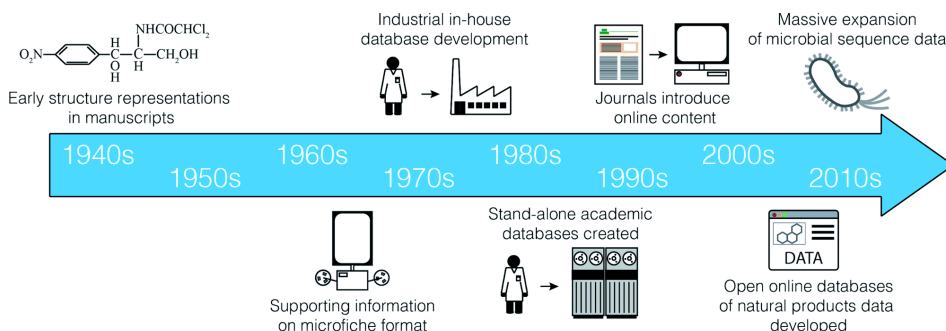 NHCOCHCl₂
O₂N
C
C
CH₂OH
H
H
O
H
Early structure representations
in manuscripts
Industrial in-house
database development
Journals introduce
online content
Massive expansion
of microbial sequence data
1940s
1950s
1960s
1970s
1980s
1990s
2000s
2010s
Supporting information
on microfiche format
Stand-alone academic
databases created
DATA
Open online databases
of natural products data
developed